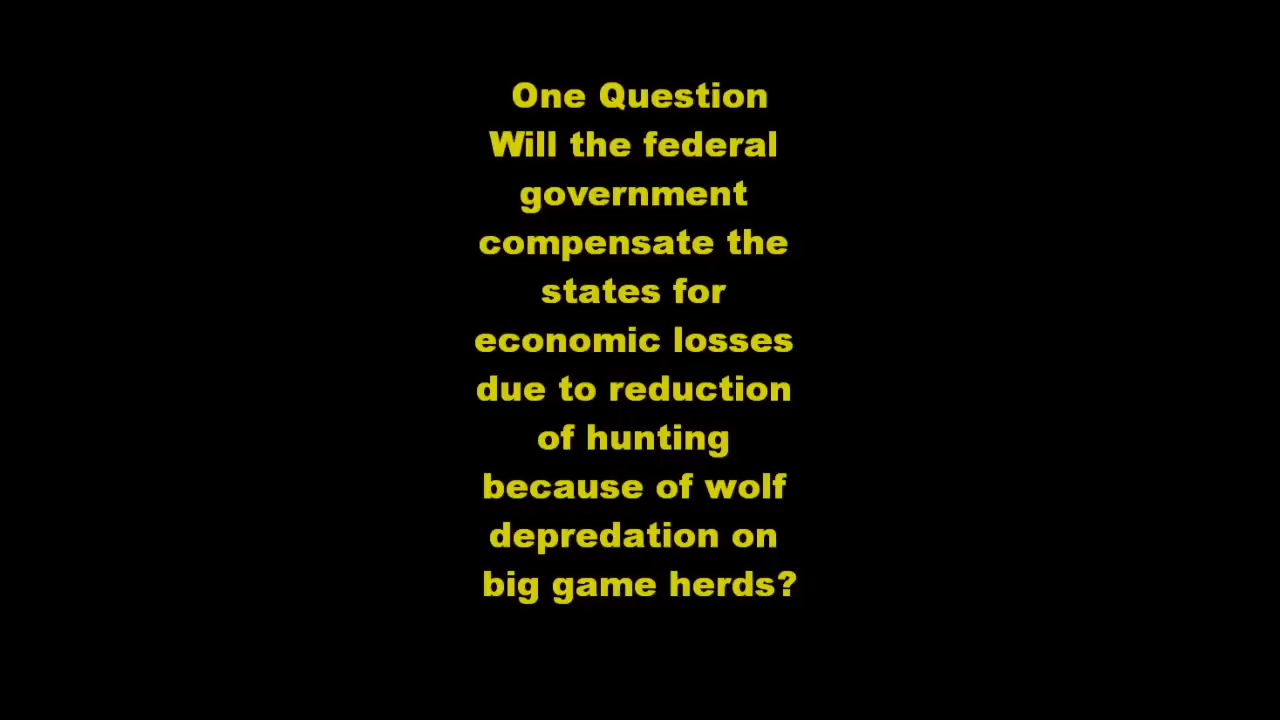 One Question
Will the federal
government
compensate the
states for
economic losses
due to reduction
of hunting
because of wolf
depredation on
big game herds?